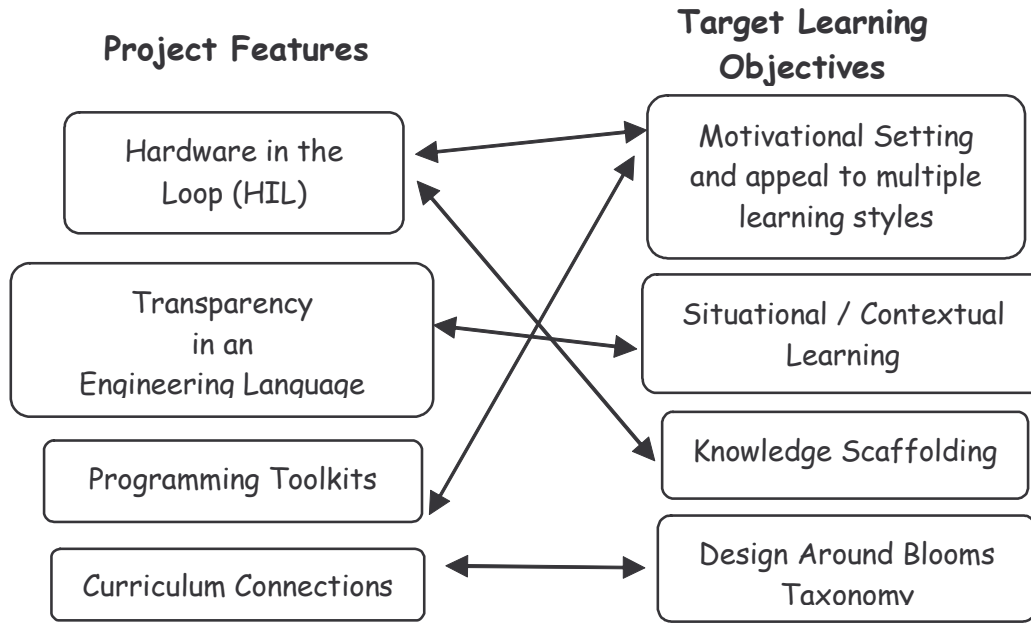 Project Features
Hardware in the
Loop (HIL)
Transparency
in an
Engineering Language
Programming Toolkits
Curriculum Connections
Target Learning
Objectives
Motivational Setting
and appeal to multiple
learning styles
Situational / Contextual
Learning
Knowledge Scaffolding
Design Around Blooms
Taxonomy